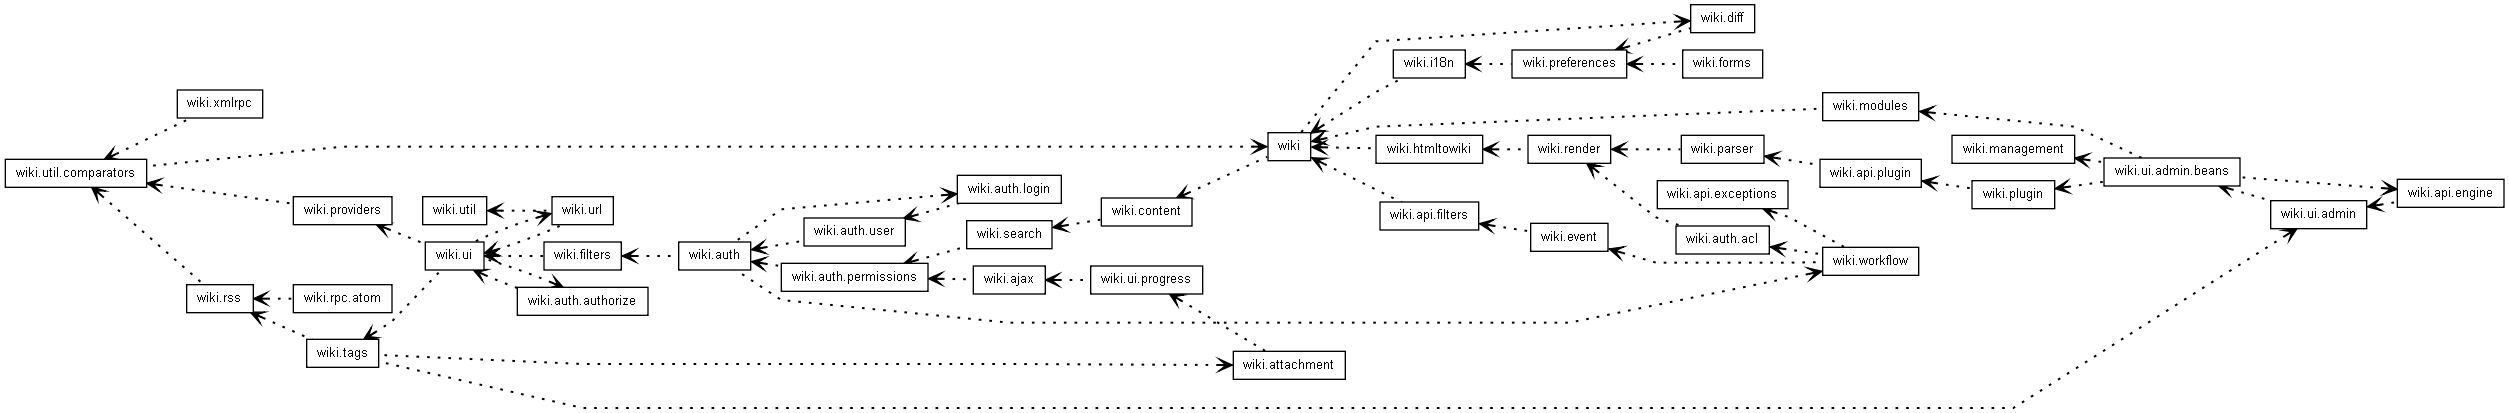 wiki.diff
wiki.i18n
wiki.preferences
wiki.forms
wiki.xmlrpc
wiki.modules
wiki.util.comparators
wiki
wiki.htmltowiki
wiki.render
wiki.parser
wiki.management
wiki.api.plugin
wiki.ui.admin.beans
wiki.auth.login
wiki.api.exceptions
wiki.plugin
wiki.api.engine
wiki.providers
wiki.util
wiki.url
wiki.content
wiki.api.filters
wiki.ui.admin
wiki.auth.user
wiki.search
wiki.event
wiki.auth.acl
wiki.ui
wiki.filters
wiki.auth
wiki.workflow
wiki.auth.permissions
wiki.ajax
wiki.ui.progress
wiki.rss
wiki.rpc.atom
wiki.auth.authorize
wiki.tags
wiki.attachment